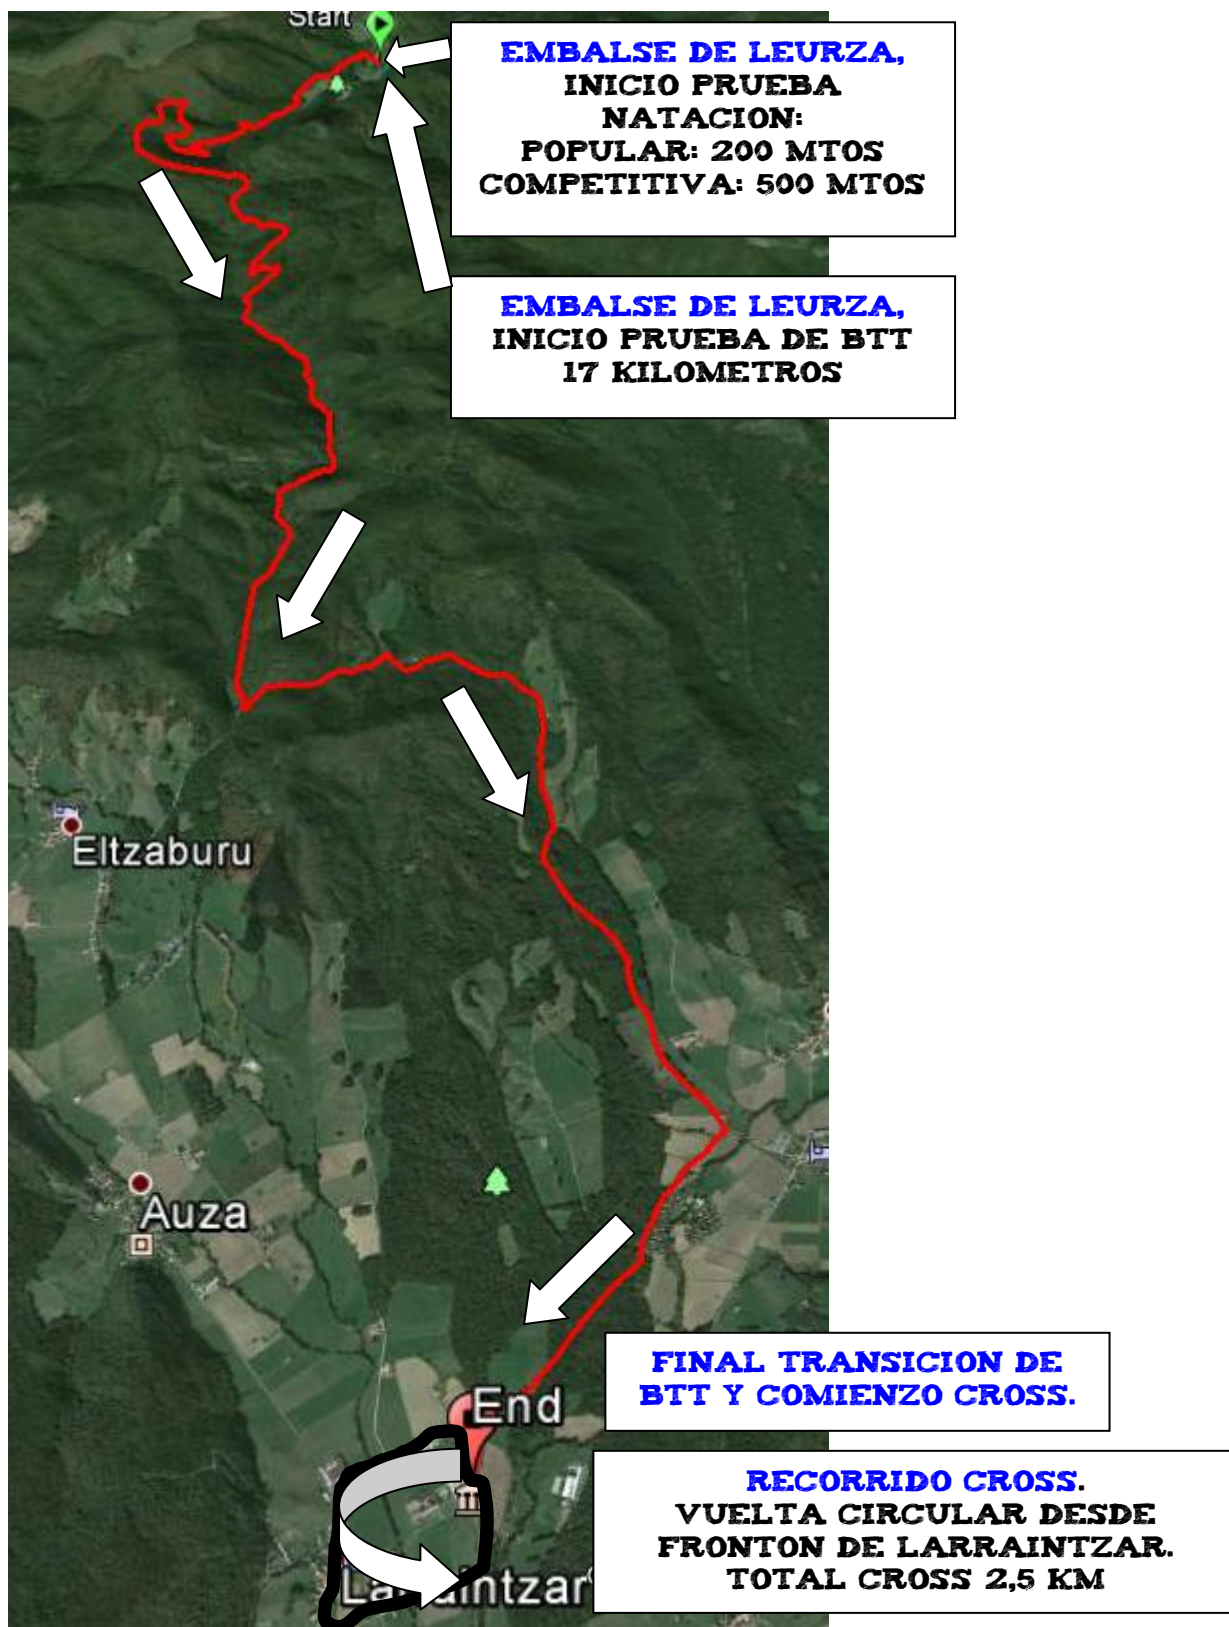 Start
EMBALSE DE LEURZA,
INICIO PRUEBA
NATACION:
POPULAR: 200 MTOS
COMPETITIVA: 500 MTOS
EMBALSE DE LEURZA,
INICIO PRUEBA DE BTT
17 KILOMETROS
Eltzaburu
Auza
FINAL TRANSICION DE
BTT Y COMIENZO CROSS.
End
RECORRIDO CROSS.
VUELTA CIRCULAR DESDE
FRONTON DE LARRAINTZAR.
TOTAL CROSS 2,5 KM
Larraintzar